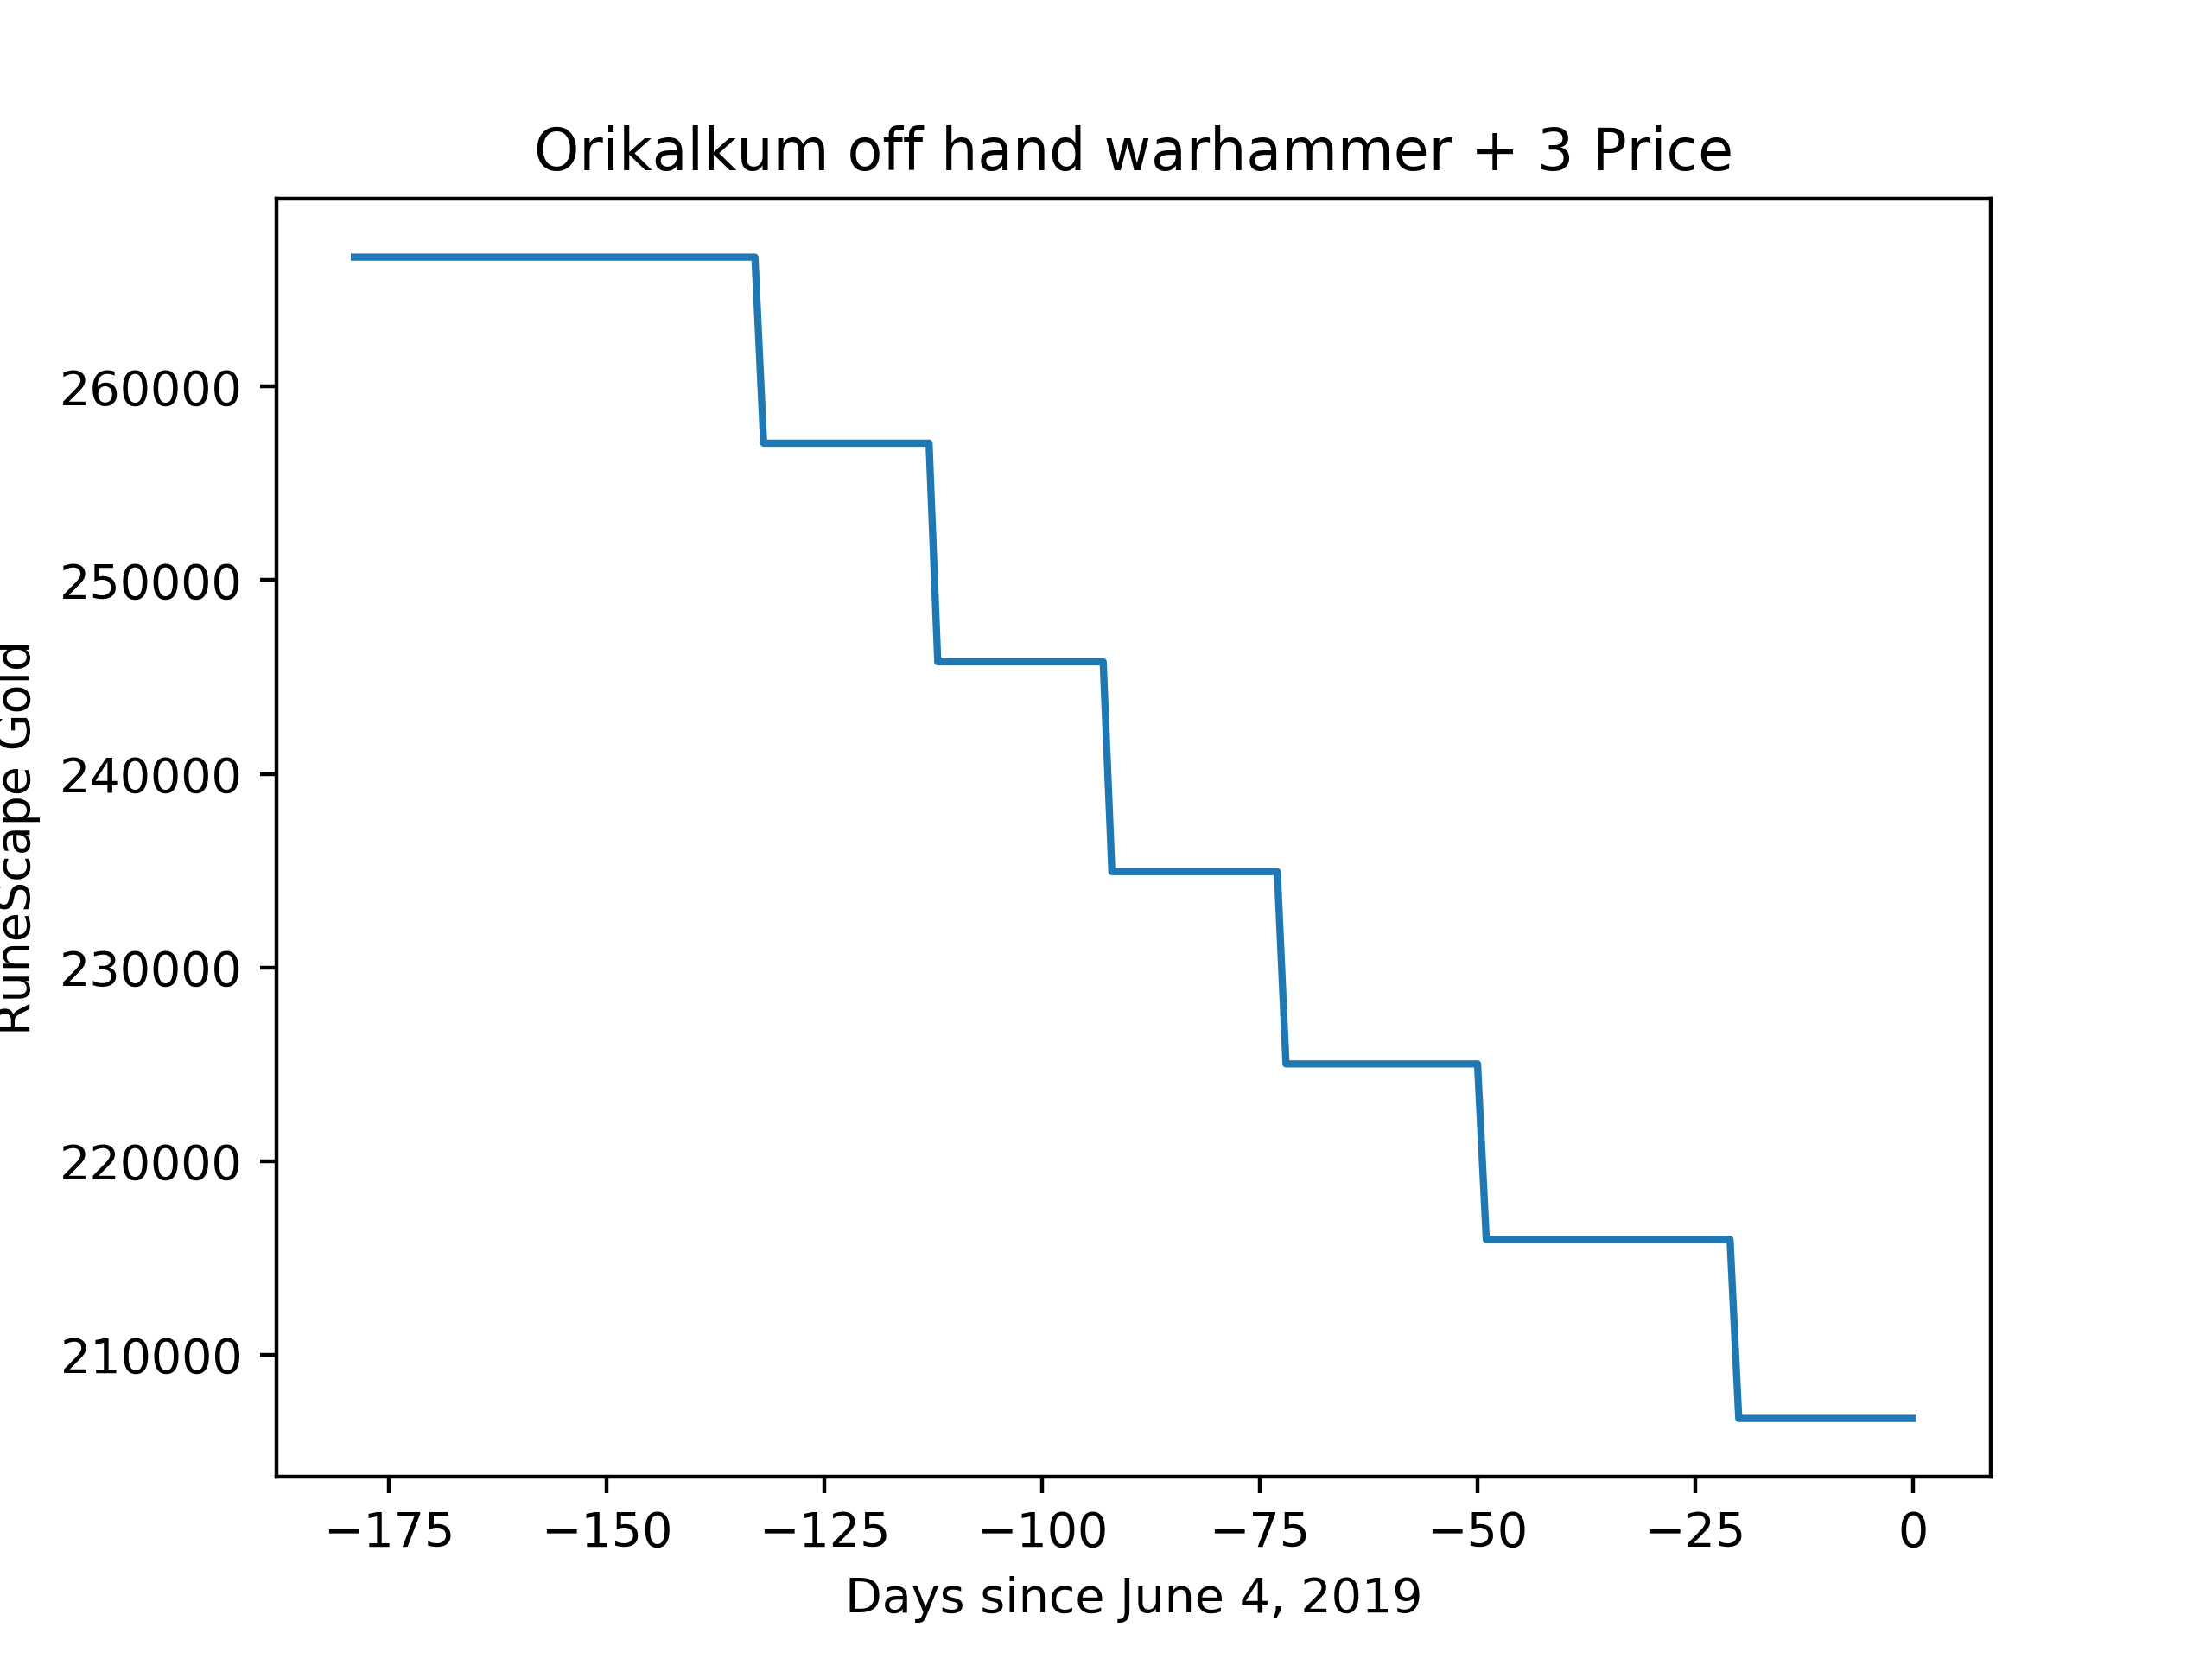 Orikalkum off hand warhammer + 3 Price
260000
250000
240000
230000
220000
210000
RuneScape Gold
−175 −150 −125 −100 −75 −50 −25 0
Days since June 4, 2019